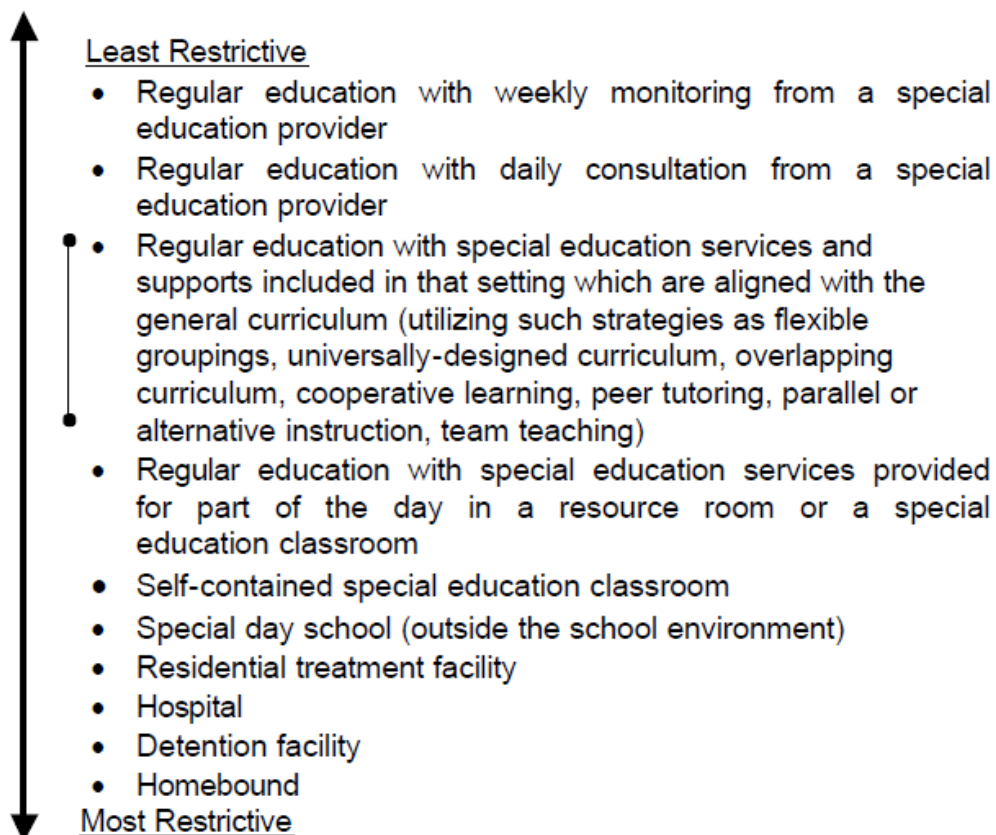 Least Restrictive
• Regular education with weekly monitoring from a special
education provider
• Regular education with daily consultation from a special
education provider
• Regular education with special education services and
supports included in that setting which are aligned with the
general curriculum (utilizing such strategies as flexible
groupings, universally-designed curriculum, overlapping
curriculum, cooperative learning, peer tutoring, parallel or
alternative instruction, team teaching)
• Regular education with special education services provided
for part of the day in a resource room or a special
education classroom
• Self-contained special education classroom
• Special day school (outside the school environment)
• Residential treatment facility
• Hospital
• Detention facility
• Homebound
Most Restrictive